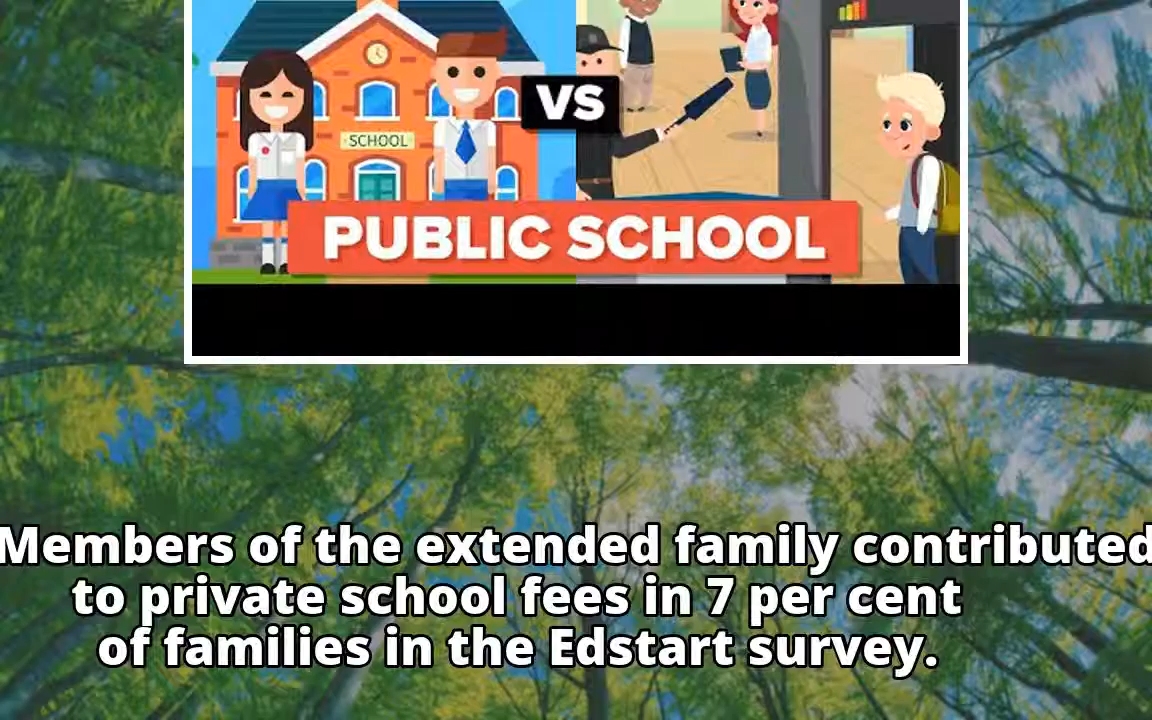 SCHOOL
VS
PUBLIC SCHOOL
Members of the extended family contributed
to private school fees in 7 per cent
of families in the Edstart survey.